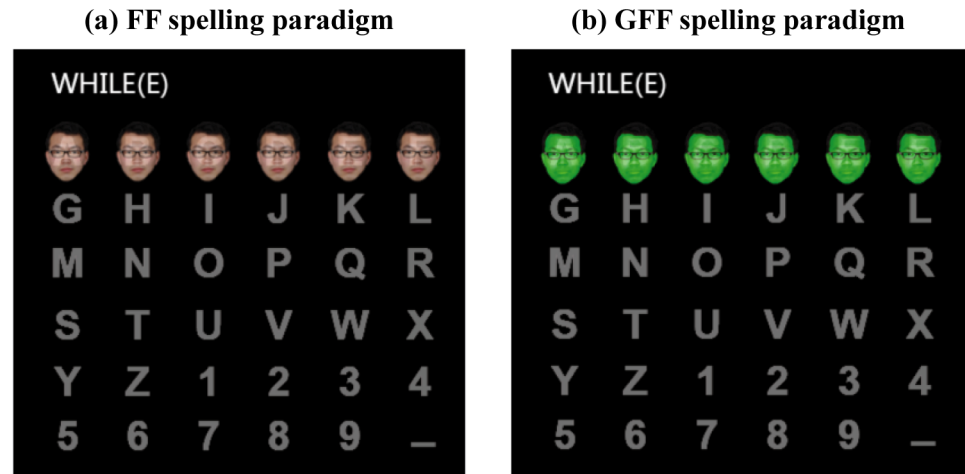 (a) FF spelling paradigm
WHILE(E)
G H I J K L
M N O P Q R
S T U V W X
Y Z 1 2 3 4
5 6 7 8 9 _
(b) GFF spelling paradigm
WHILE(E)
G H I J K L
M N O P Q R
S T U V W X
Y Z 1 2 3 4
5 6 7 8 9 _